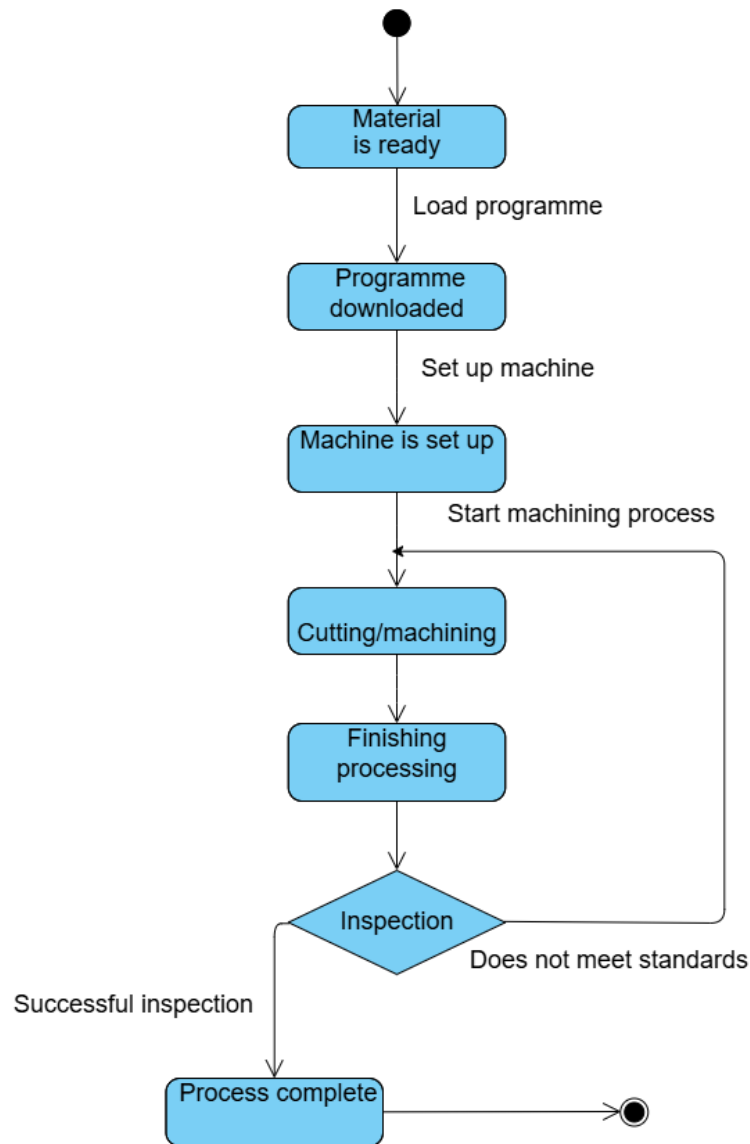 Material
is ready
Load programme
Programme
downloaded
Set up machine
Machine is set up
Start machining process
Cutting/machining
Finishing
processing
Inspection
Does not meet standards
Successful inspection
Process complete